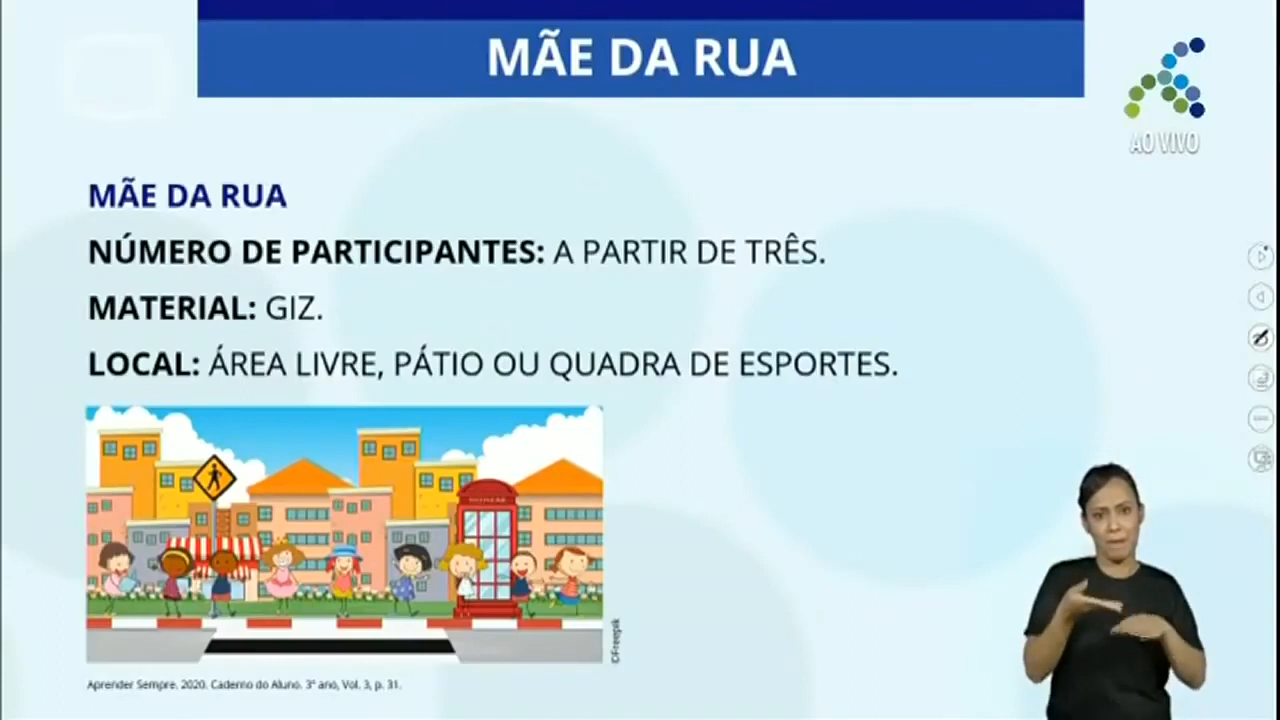 MÃE DA RUA
AO VIVO
MÃE DA RUA
NÚMERO DE PARTICIPANTES: A PARTIR DE TRÊS.
MATERIAL: GIZ.
LOCAL: ÁREA LIVRE, PÁTIO OU QUADRA DE ESPORTES.
©Freepik
Aprender Sempre. 2020. Caderno do Aluno. 3º ano, Vol. 3, p. 31.